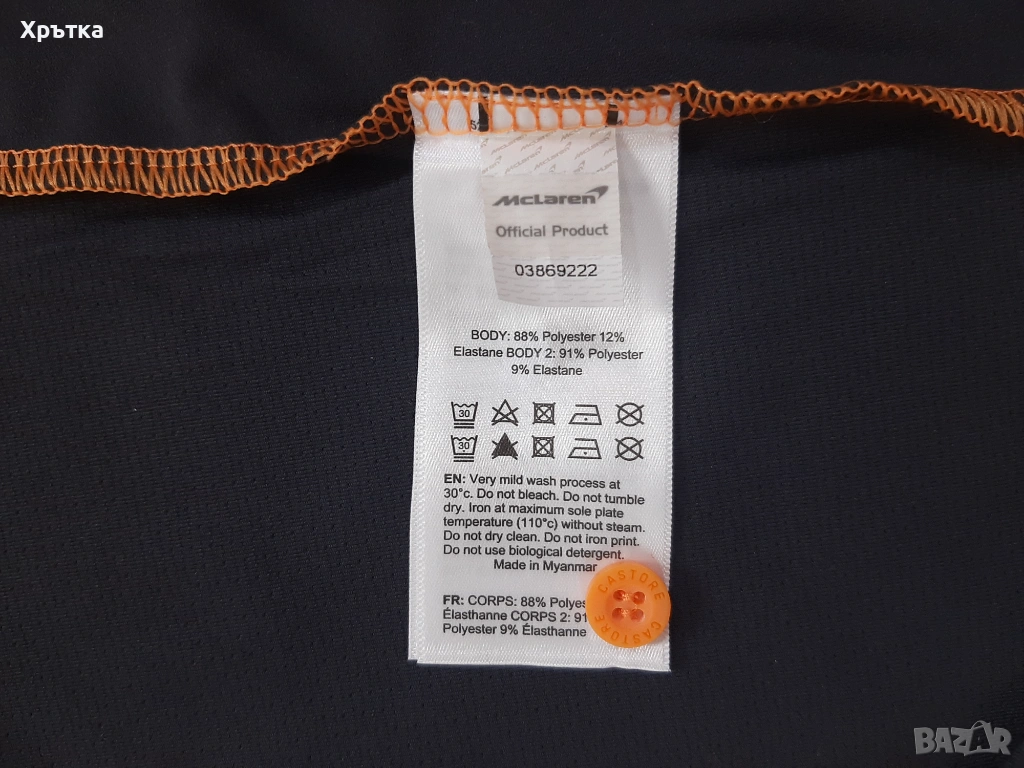 Хрътка
McLaren
Official Product
03869222
BODY: 88% Polyester 12%
Elastane BODY 2: 91% Polyester
9% Elastane
30
30
EN: Very mild wash process at
30°c. Do not bleach. Do not tumble
dry. Iron at maximum sole plate
temperature (110°c) without steam.
Do not dry clean. Do not iron print.
Do not use biological detergent.
Made in Myanmar
CASTORE
CASTORE
FR: CORPS: 88% Polyes
Élasthanne CORPS 2: 91
Polyester 9% Élasthanne
BAZAR